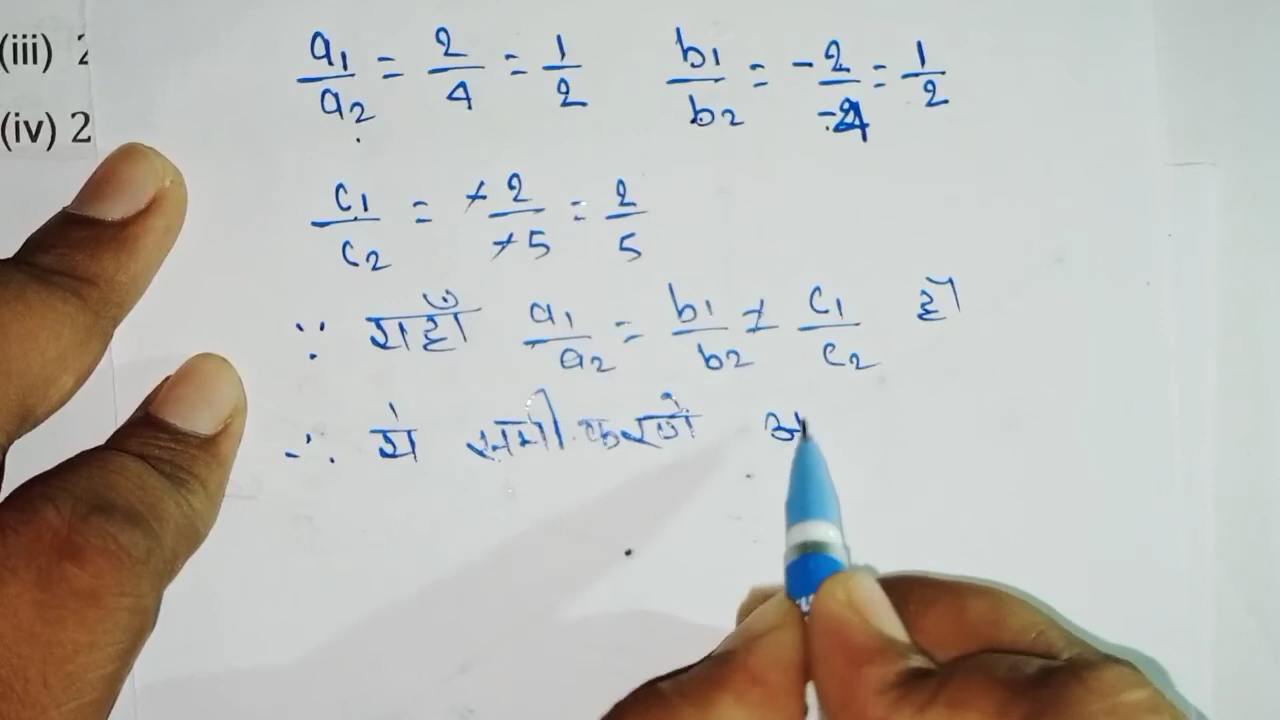 (iii) 2
a1/a2 = 2/4 = 1/2 b1/b2 = -2/-4 = 1/2
(iv) 2
c1/c2 = +2/+5 = 2/5
∵ यहाँ a1/a2 = b1/b2 ≠ c1/c2 है
∴ ये समीकरणे